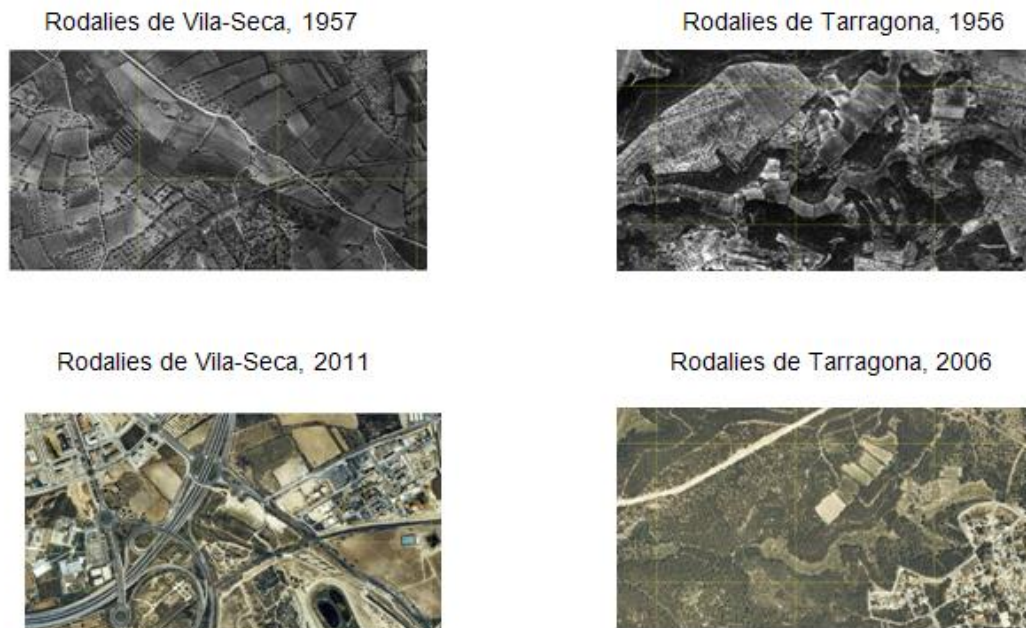 Rodalies de Vila-Seca, 1957
Rodalies de Tarragona, 1956
Rodalies de Vila-Seca, 2011
Rodalies de Tarragona, 2006